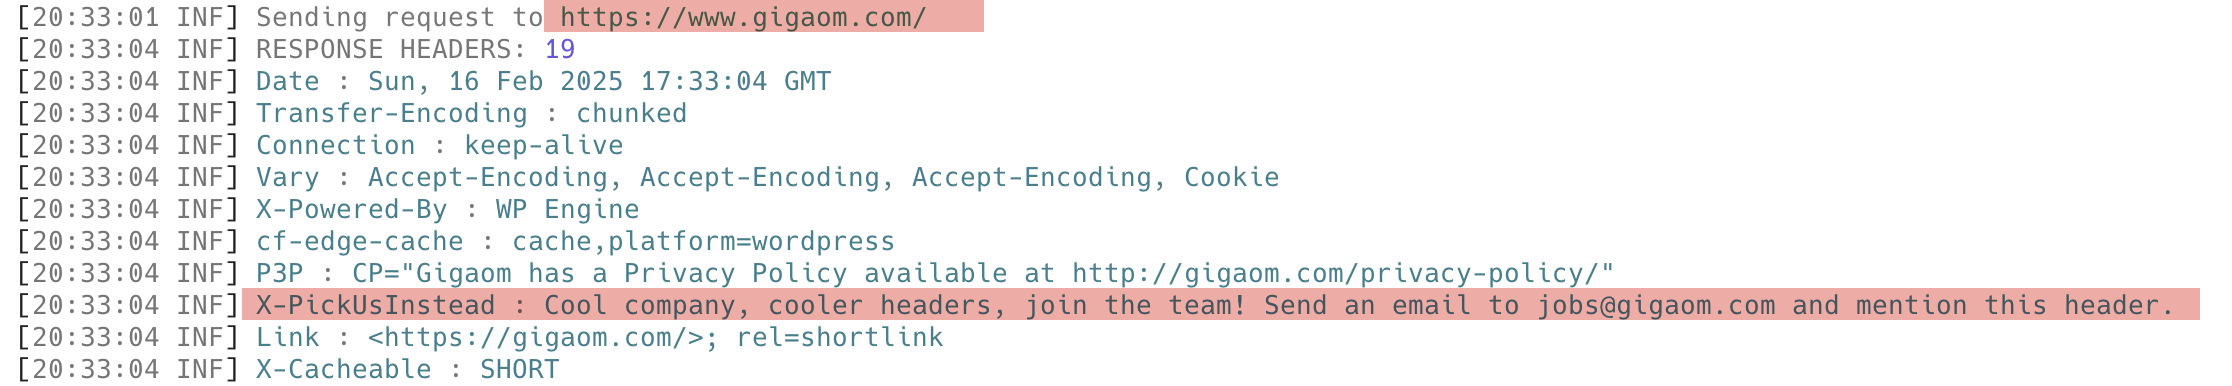 [20:33:01 INF] Sending request to https://www.gigaom.com/
[20:33:04 INF] RESPONSE HEADERS: 19
[20:33:04 INF] Date : Sun, 16 Feb 2025 17:33:04 GMT
[20:33:04 INF] Transfer-Encoding : chunked
[20:33:04 INF] Connection : keep-alive
[20:33:04 INF] Vary : Accept-Encoding, Accept-Encoding, Accept-Encoding, Cookie
[20:33:04 INF] X-Powered-By : WP Engine
[20:33:04 INF] cf-edge-cache : cache,platform=wordpress
[20:33:04 INF] P3P : CP="Gigaom has a Privacy Policy available at http://gigaom.com/privacy-policy/"
[20:33:04 INF] X-PickUsInstead : Cool company, cooler headers, join the team! Send an email to jobs@gigaom.com and mention this header.
[20:33:04 INF] Link : <https://gigaom.com/>; rel=shortlink
[20:33:04 INF] X-Cacheable : SHORT